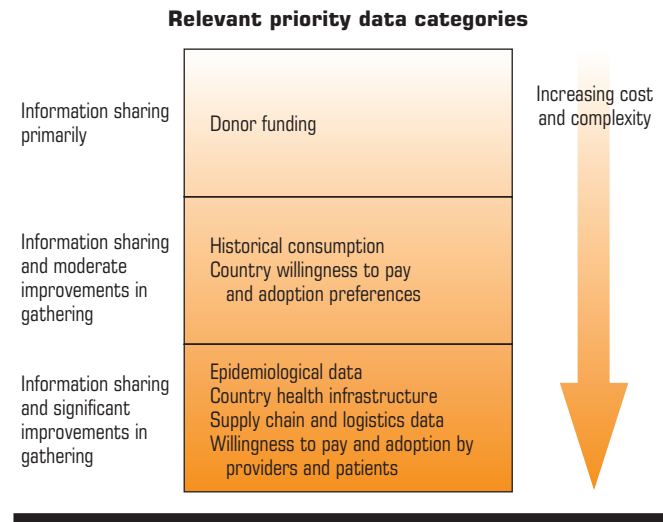 Relevant priority data categories
Information sharing
primarily
Donor funding
Increasing cost
and complexity
Information sharing
and moderate
improvements in
gathering
Historical consumption
Country willingness to pay
and adoption preferences
Information sharing
and significant
improvements in
gathering
Epidemiological data
Country health infrastructure
Supply chain and logistics data
Willingness to pay and adoption by
providers and patients